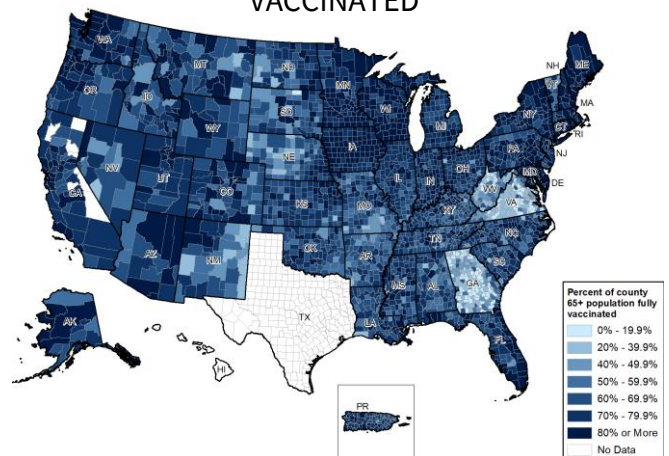 VACCINATED
WA
MT
ND
MN
OR
ID
SD
WI
WY
MI
NH
ME
VT
NY
MA
CT
RI
NE
IA
PA
NJ
NV
UT
CO
IL
IN
OH
MD
DE
CA
KS
MO
WV
VA
KY
AZ
NM
OK
AR
TN
NC
SC
MS
AL
GA
TX
LA
FL
AK
HI
PR
Percent of county
65+ population fully
vaccinated
0% - 19.9%
20% - 39.9%
40% - 49.9%
50% - 59.9%
60% - 69.9%
70% - 79.9%
80% or More
No Data